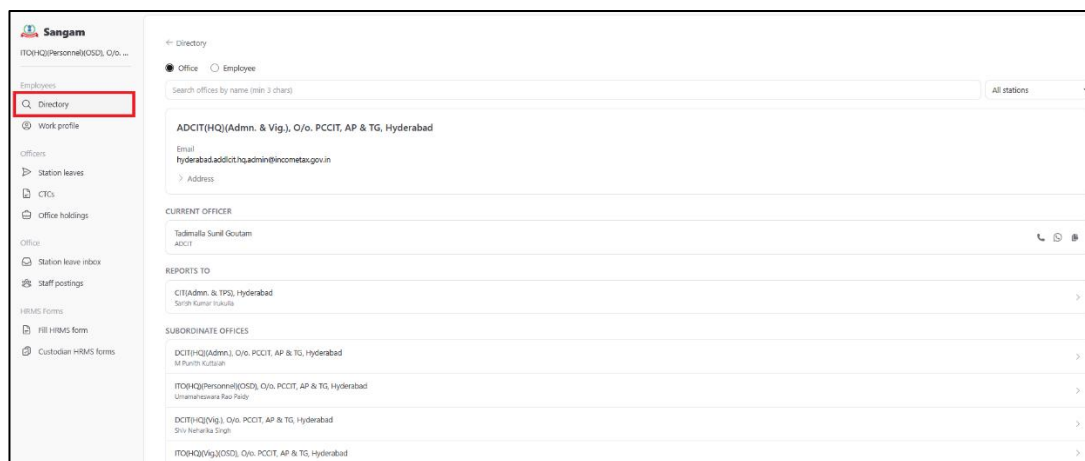 Sangam
ITO(HQ)(Personnel)(OSD), O/o. ...
Employees
Directory
Work profile
Officers
Station leaves
CTCs
Office holdings
Office
Station leave inbox
Staff postings
HRMS Forms
Fill HRMS form
Custodian HRMS forms
← Directory
Office Employee
Search offices by name (min 3 chars) All stations
ADCIT(HQ)(Admn. & Vig.), O/o. PCCIT, AP & TG, Hyderabad
Email
hyderabad.addlcit.hq.admin@incometax.gov.in
> Address
CURRENT OFFICER
Tadimalla Sunil Goutam
ADCIT
REPORTS TO
CIT(Admn. & TPS), Hyderabad
Kumar
SUBORDINATE OFFICES
DCIT(HQ)(Admn.), O/o. PCCIT, AP & TG, Hyderabad
M Punith Kuttaiah
ITO(HQ)(Personnel)(OSD), O/o. PCCIT, AP & TG, Hyderabad
Umamaheswara Rao Paidy
DCIT(HQ)(Vig.), O/o. PCCIT, AP & TG, Hyderabad
Shiv Neharika Singh
ITO(HQ)(Vig.)(OSD), O/o. PCCIT, AP & TG, Hyderabad